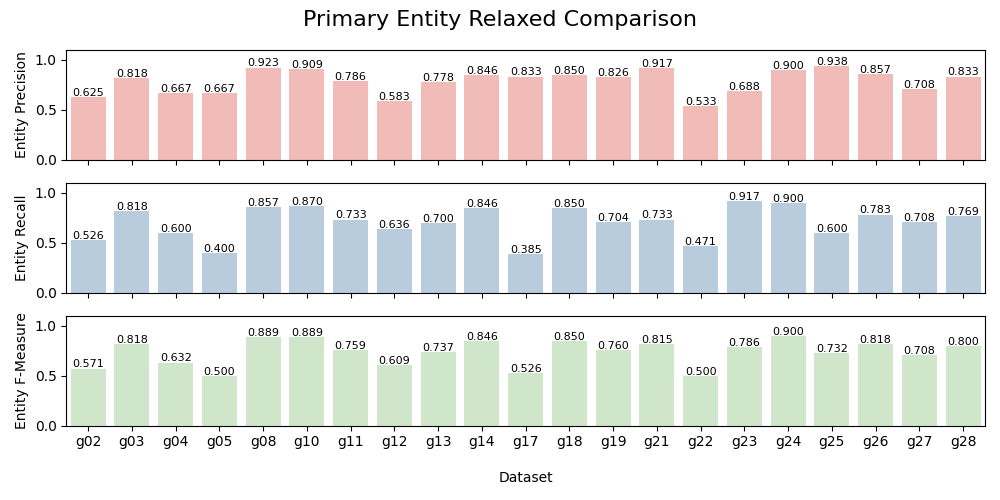 Primary Entity Relaxed Comparison
Entity Precision
1.0
0.5
0.0
0.625 0.818 0.667 0.667 0.923 0.909 0.786 0.583 0.778 0.846 0.833 0.850 0.826 0.917 0.533 0.688 0.900 0.938 0.857 0.708 0.833
Entity Recall
1.0
0.5
0.0
0.526 0.818 0.600 0.400 0.857 0.870 0.733 0.636 0.700 0.846 0.385 0.850 0.704 0.733 0.471 0.917 0.900 0.600 0.783 0.708 0.769
Entity F-Measure
1.0
0.5
0.0
0.571 0.818 0.632 0.500 0.889 0.889 0.759 0.609 0.737 0.846 0.526 0.850 0.760 0.815 0.500 0.786 0.900 0.732 0.818 0.708 0.800
g02 g03 g04 g05 g08 g10 g11 g12 g13 g14 g17 g18 g19 g21 g22 g23 g24 g25 g26 g27 g28
Dataset